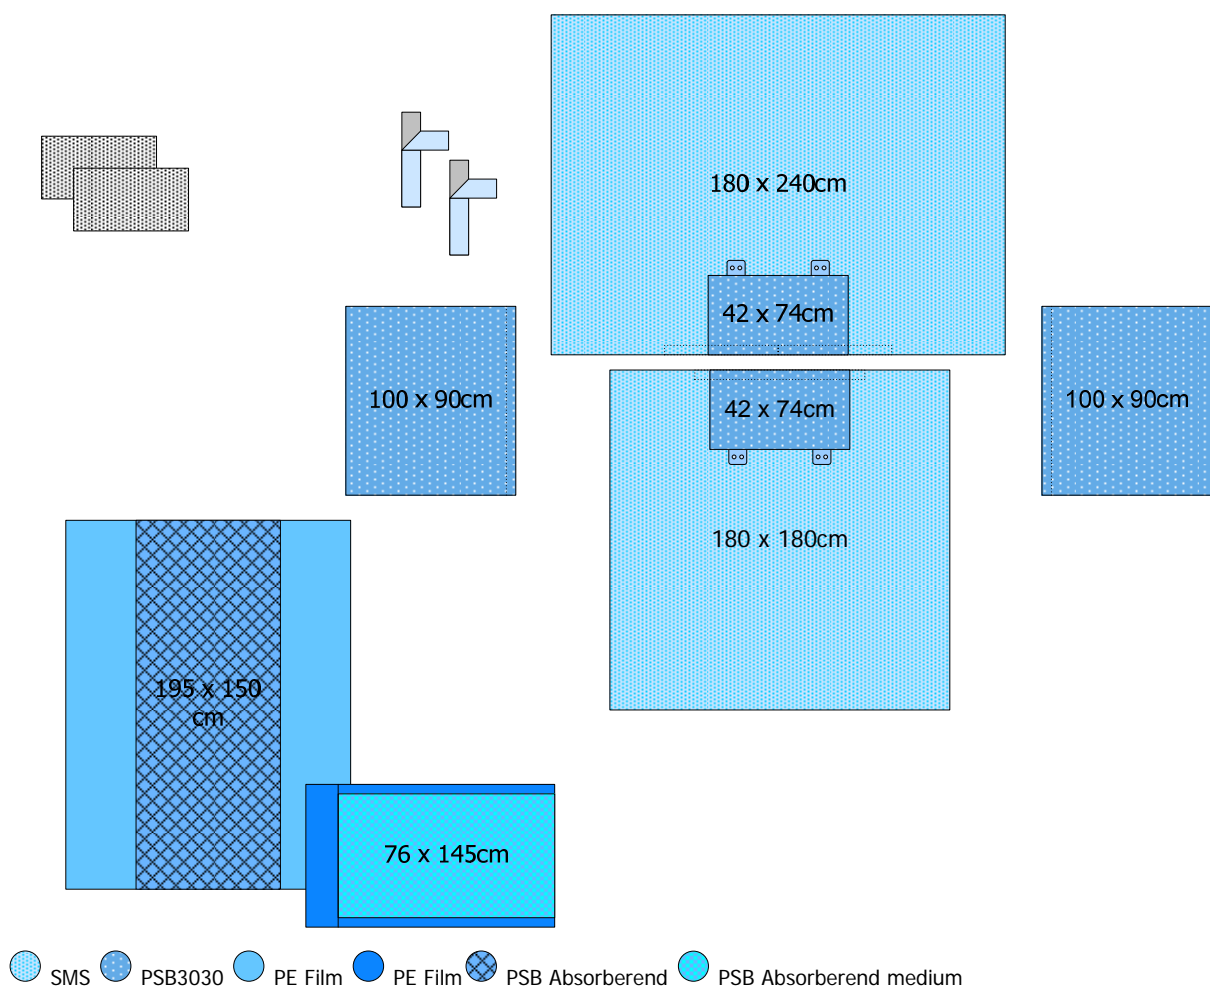 180 x 240cm
42 x 74cm
100 x 90cm
100 x 90cm
42 x 74cm
180 x 180cm
195 x 150
cm
76 x 145cm
SMS PSB3030 PE Film PE Film PSB Absorberend PSB Absorberend medium